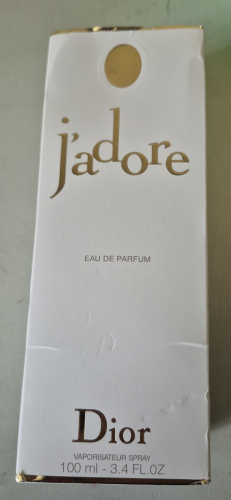 j'adore
EAU DE PARFUM
Dior
VAPORISATEUR SPRAY
100 ml - 3.4 FL.OZ